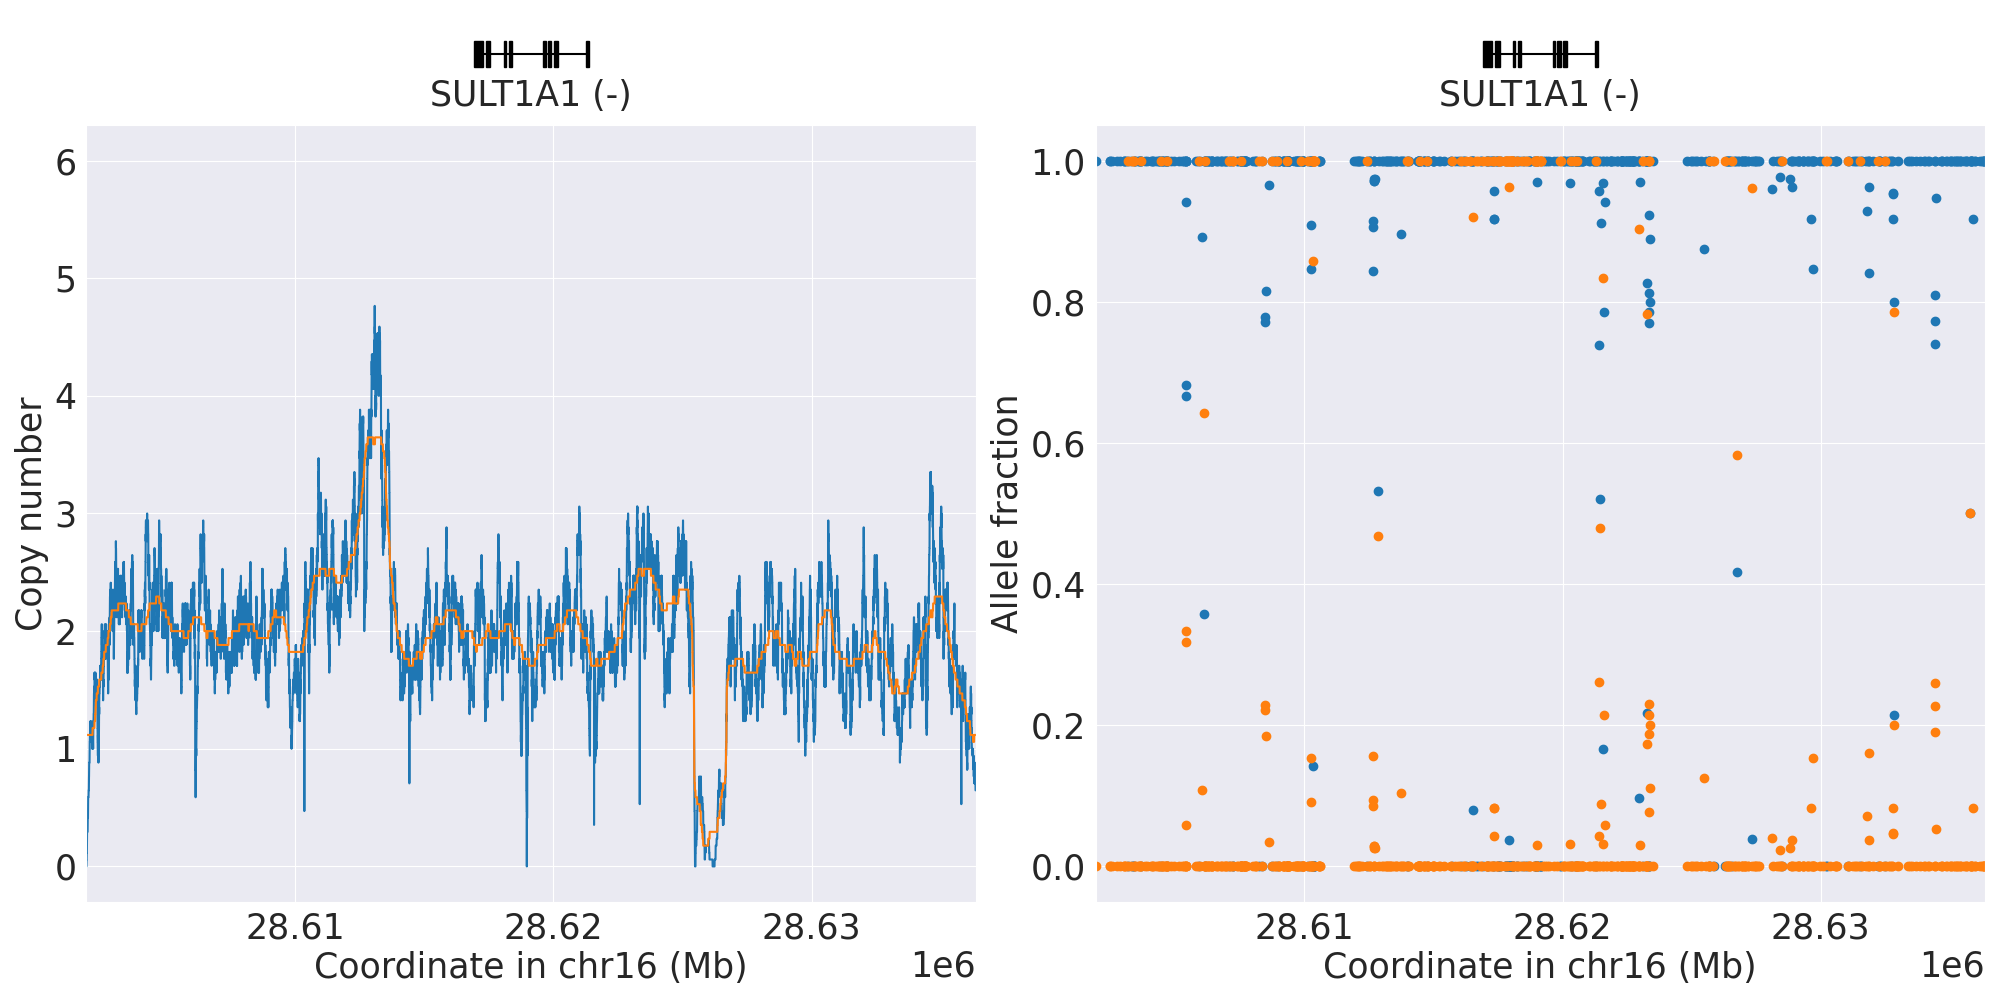 SULT1A1 (-)
6
5
4
3
2
1
0
Copy number
28.61 28.62 28.63
Coordinate in chr16 (Mb) 1e6
SULT1A1 (-)
1.0
0.8
0.6
0.4
0.2
0.0
Allele fraction
28.61 28.62 28.63
Coordinate in chr16 (Mb) 1e6